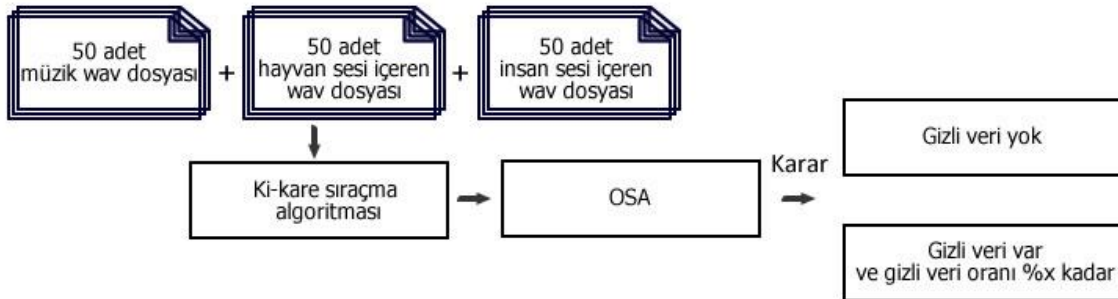 50 adet
müzik wav dosyası
+
50 adet
hayvan sesi içeren
wav dosyası
+
50 adet
insan sesi içeren
wav dosyası
Ki-kare sıraçma
algoritması
OSA
Karar
Gizli veri yok
Gizli veri var
ve gizli veri oranı %x kadar